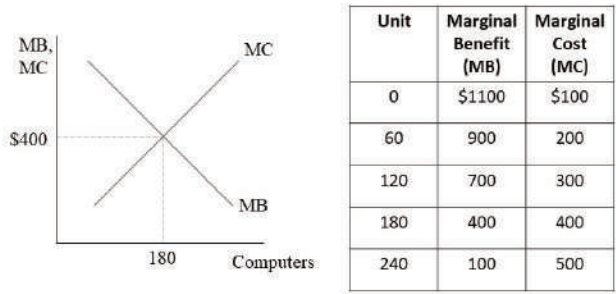 MB,
MC
MC
$400
MB
180
Computers
Unit Marginal Benefit (MB) Marginal Cost (MC)
0 $1100 $100
60 900 200
120 700 300
180 400 400
240 100 500